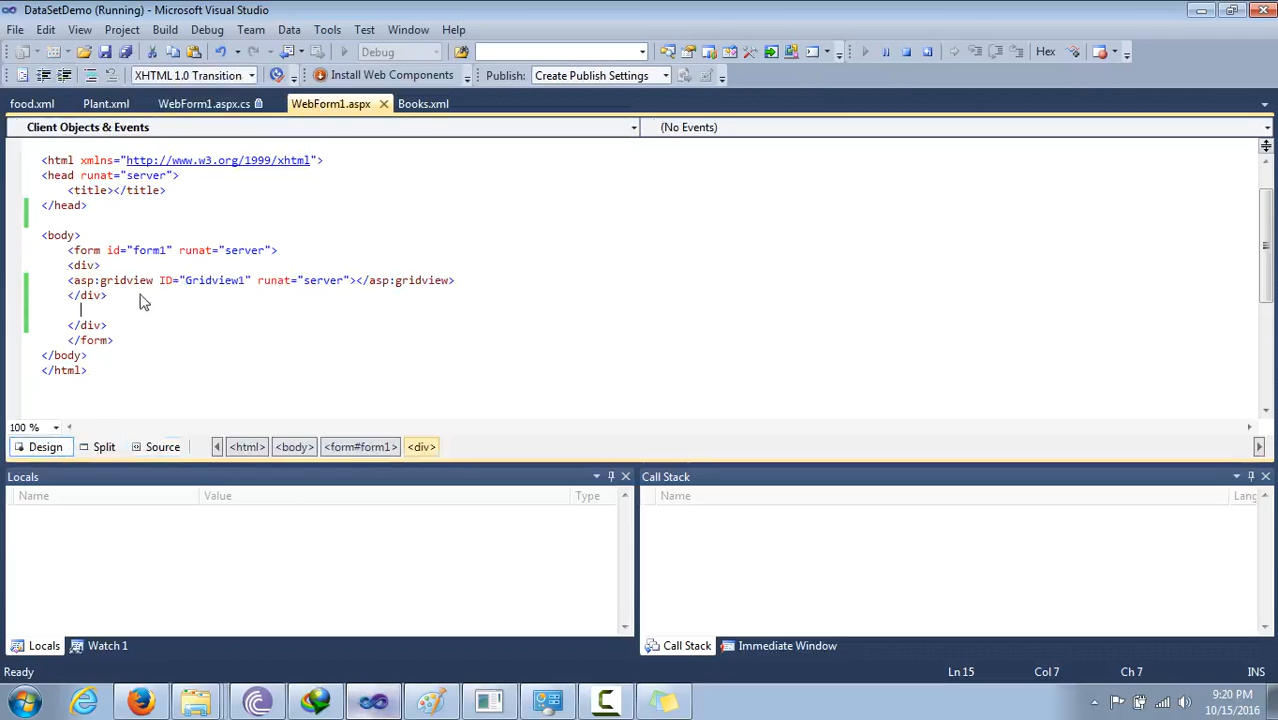 DataSetDemo (Running) - Microsoft Visual Studio
File Edit View Project Build Debug Team Data Tools Test Window Help
Debug Hex
XHTML 1.0 Transition Install Web Components Publish: Create Publish Settings
food.xml Plant.xml WebForm1.aspx.cs WebForm1.aspx Books.xml
Client Objects & Events (No Events)
<html xmlns="http://www.w3.org/1999/xhtml">
<head runat="server">
<title></title>
</head>
<body>
<form id="form1" runat="server">
<div>
<asp:gridview ID="Gridview1" runat="server"></asp:gridview>
</div>
</div>
</form>
</body>
</html>
100 %
Design Split Source <html> <body> <form#form1> <div>
Locals Call Stack
Name Value Type Name Lang
Locals Watch 1 Call Stack Immediate Window
Ready Ln 15 Col 7 Ch 7 INS
9:20 PM
10/15/2016